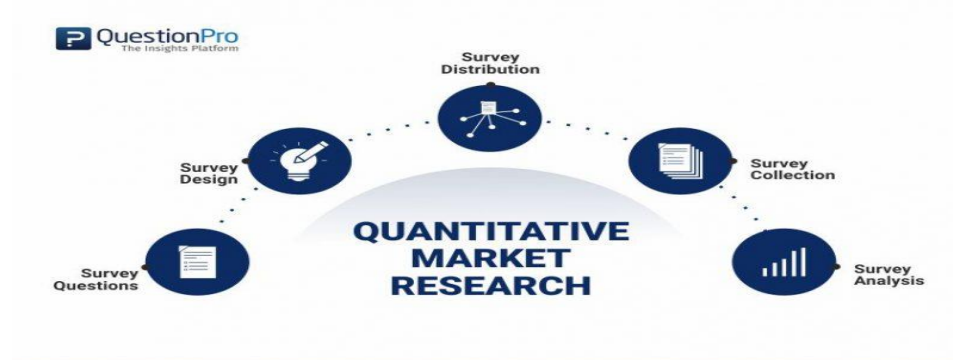 QuestionPro
The Insights Platform
Survey
Distribution
Survey
Design
Survey
Collection
QUANTITATIVE
MARKET
RESEARCH
Survey
Questions
Survey
Analysis